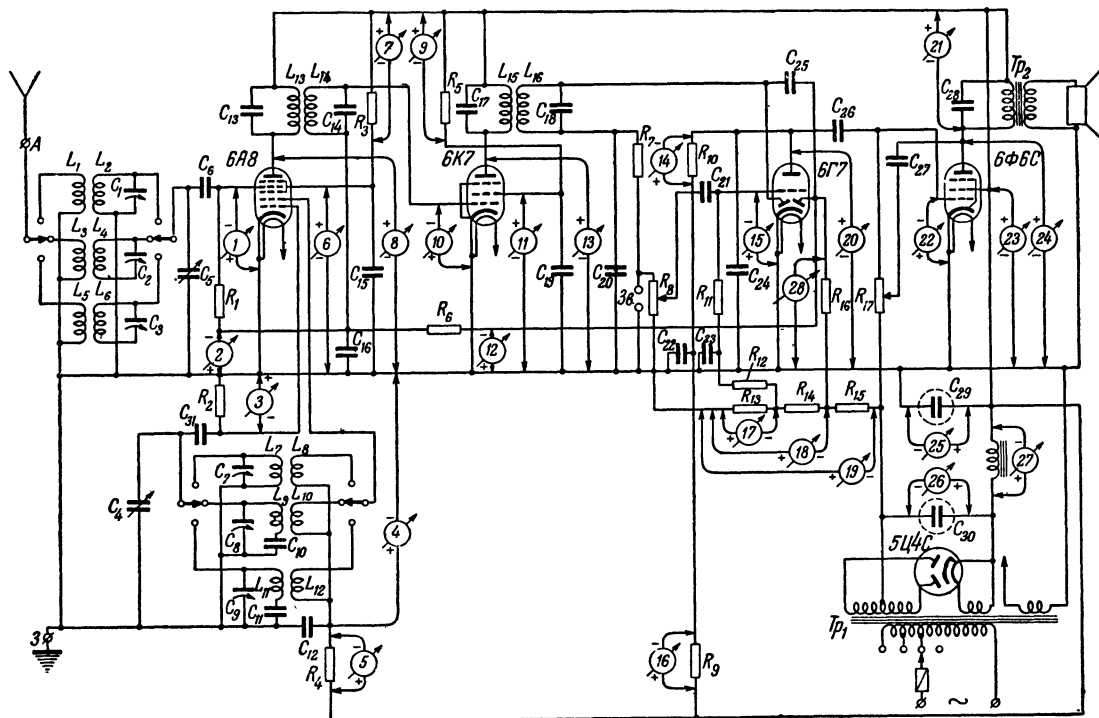 7
9
21
Тр₂
+
-
L₁₃
L₁₄
R₃
R₅
L₁₅
L₁₆
C₂₅
C₁₃
C₁₄
C₁₇
C₁₈
C₂₆
C₂₈
А
6А8
6К7
R₇
14
R₁₀
6Г7
6Ф6С
L₁
L₂
C₁
C₆
C₂₁
C₂₇
L₃
L₄
C₂
C₅
1
6
8
10
11
13
15
20
22
23
24
L₅
L₆
C₃
R₁
C₁₅
C₁₉
C₂₀
Зв.
R₈
R₁₁
C₂₄
28
R₁₆
R₁₇
R₆
2
C₁₆
12
C₂₂
C₂₃
R₁₂
R₂
3
R₁₃
R₁₄
R₁₅
C₂₉
C₃₁
17
25
L₇
L₈
18
27
C₇
19
26
C₄
L₉
L₁₀
4
C₃₀
C₈
C₁₀
5Ц4С
L₁₁
L₁₂
C₉
C₁₁
Тр₁
З
C₁₂
R₄
5
16
R₉
~